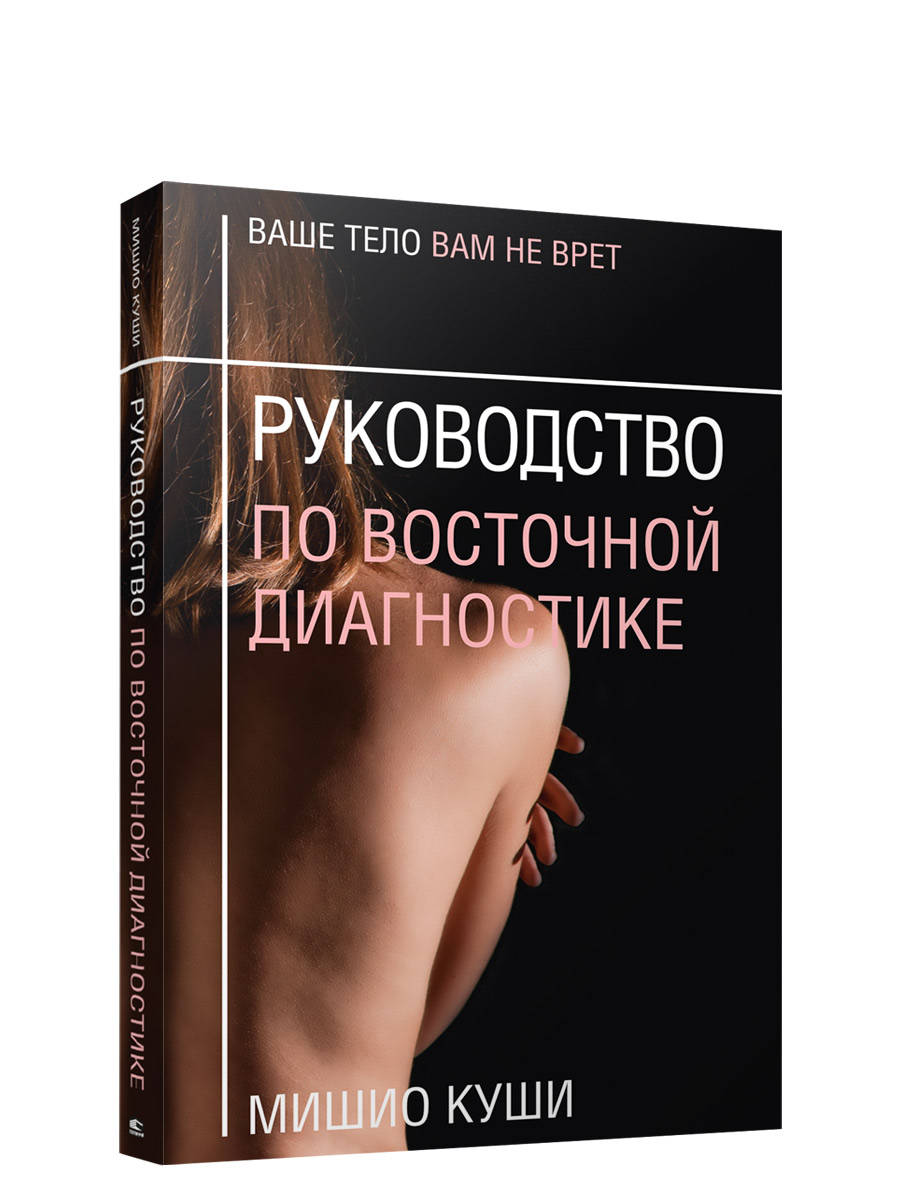 ВАШЕ ТЕЛО ВАМ НЕ ВРЕТ
РУКОВОДСТВО
ПО ВОСТОЧНОЙ
ДИАГНОСТИКЕ
МИШИО КУШИ
МИШИО КУШИ
РУКОВОДСТВО ПО ВОСТОЧНОЙ ДИАГНОСТИКЕ